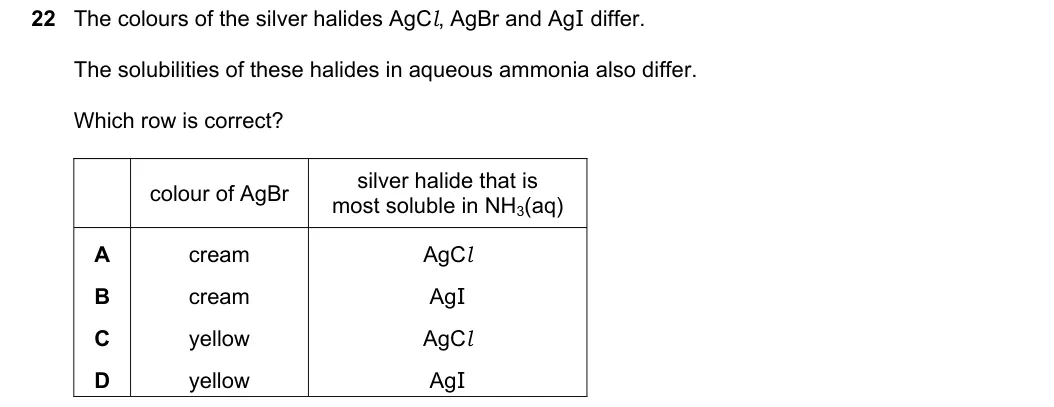 22 The colours of the silver halides AgCl, AgBr and AgI differ.
The solubilities of these halides in aqueous ammonia also differ.
Which row is correct?
colour of AgBr
silver halide that is
most soluble in NH₃(aq)
A cream AgCl
B cream AgI
C yellow AgCl
D yellow AgI